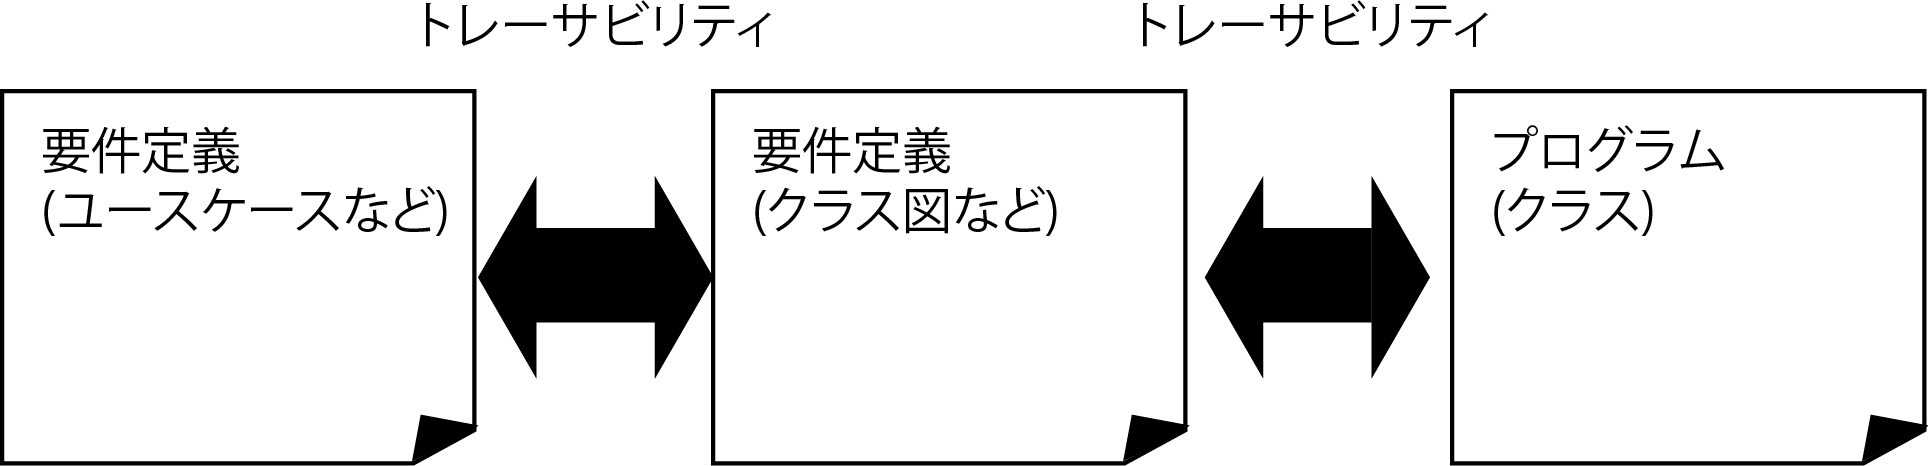 トレーサビリティ
トレーサビリティ
要件定義
(ユースケースなど)
要件定義
(クラス図など)
プログラム
(クラス)